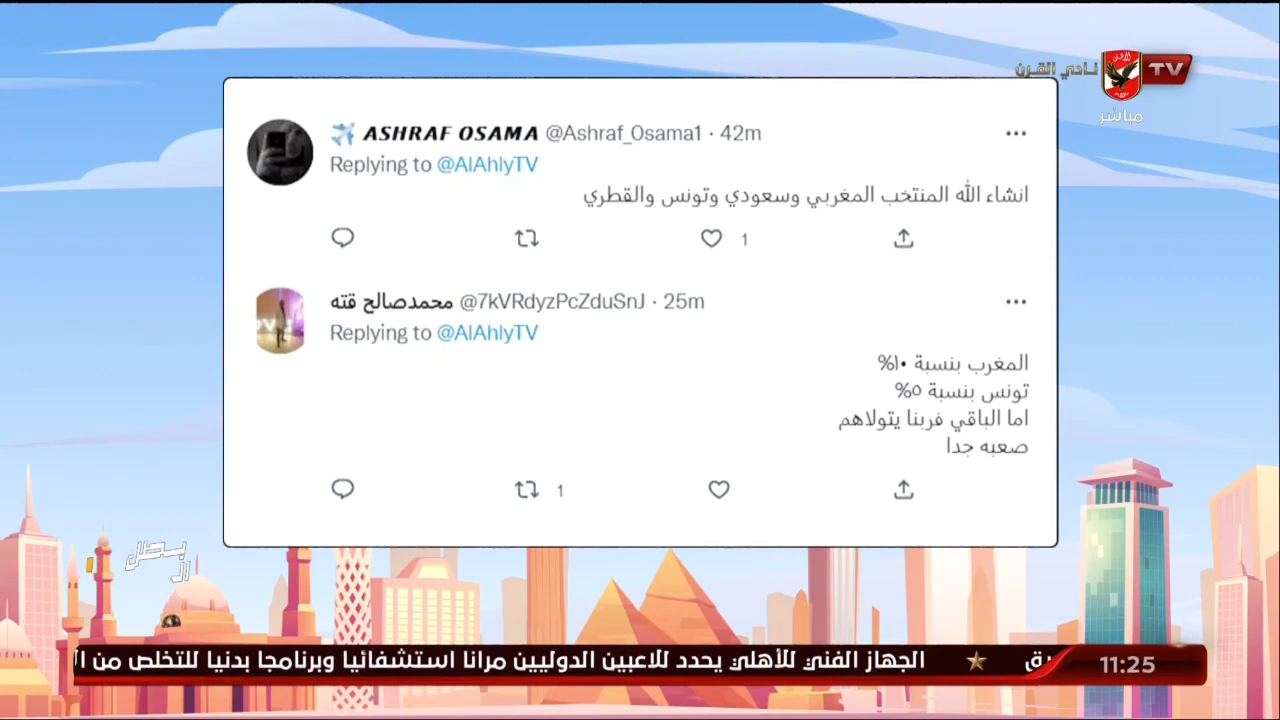 نادي القرن
TV
مباشر
ASHRAF OSAMA @Ashraf_Osama1 · 42m
Replying to @AlAhlyTV
انشاء الله المنتخب المغربي وسعودي وتونس والقطري
1
محمدصالح قته @7kVRdyzPcZduSnJ · 25m
Replying to @AlAhlyTV
المغرب بنسبة ١٠%
تونس بنسبة ٥%
اما الباقي فربنا يتولاهم
صعبه جدا
1
الجهاز الفني للأهلي يحدد للاعبين الدوليين مرانا استشفائيا وبرنامجا بدنيا للتخلص من
11:25